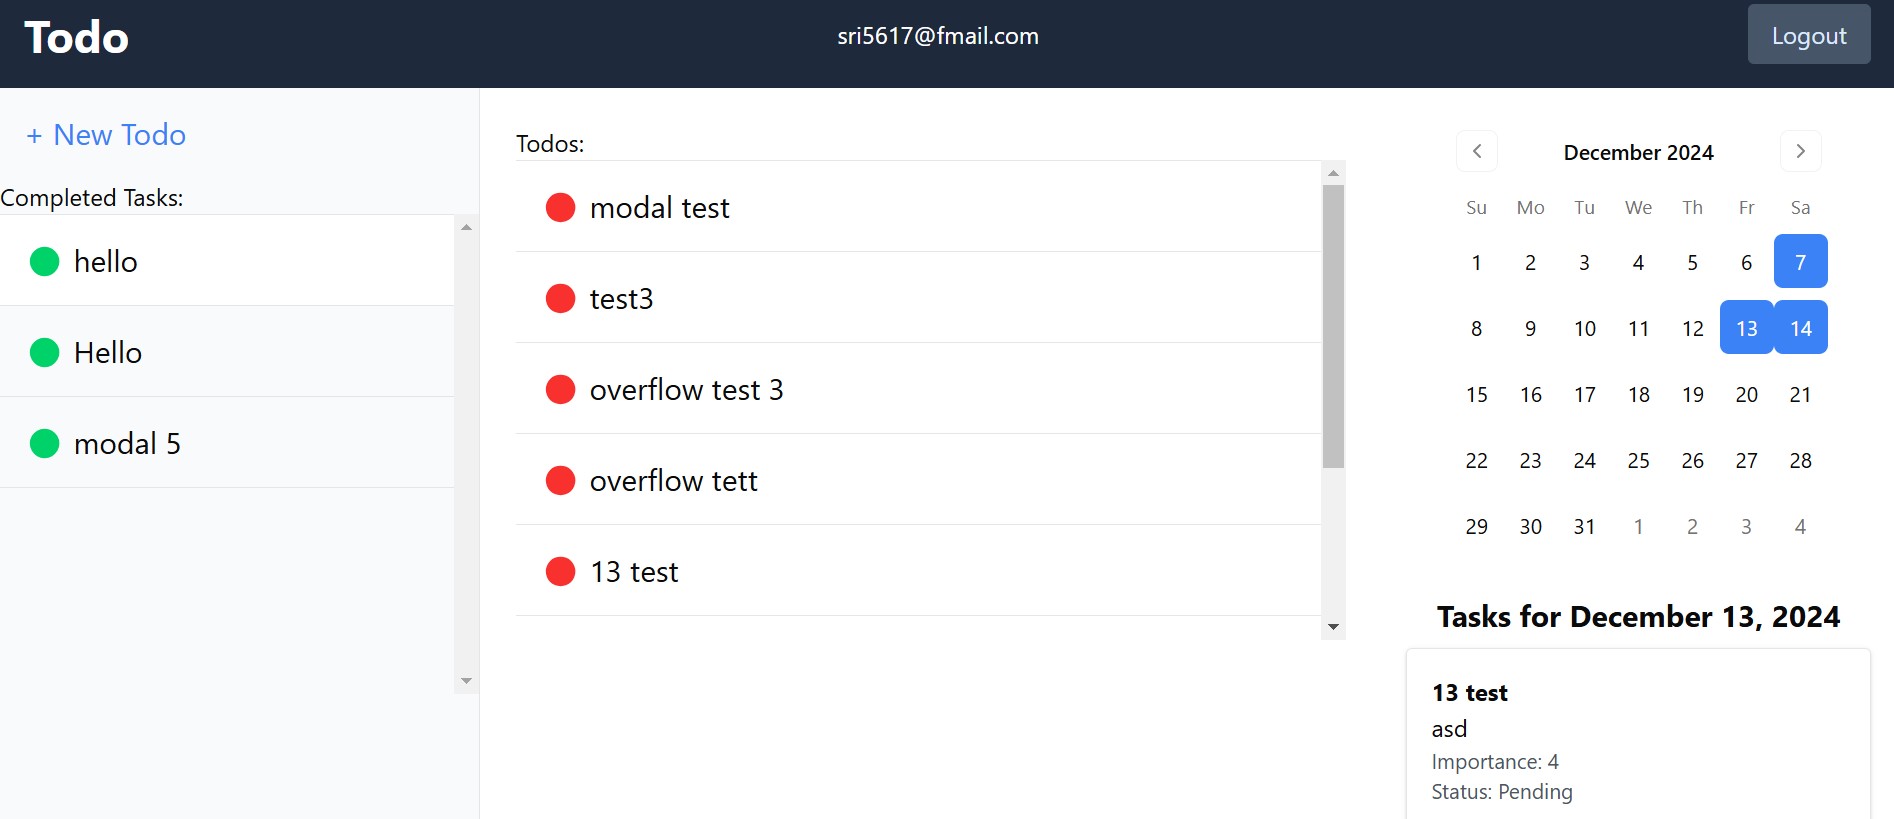 Todo
sri5617@fmail.com
Logout
+ New Todo
Completed Tasks:
hello
Hello
modal 5
Todos:
modal test
test3
overflow test 3
overflow tett
13 test
December 2024
Su Mo Tu We Th Fr Sa
1 2 3 4 5 6 7
8 9 10 11 12 13 14
15 16 17 18 19 20 21
22 23 24 25 26 27 28
29 30 31 1 2 3 4
Tasks for December 13, 2024
13 test
asd
Importance: 4
Status: Pending